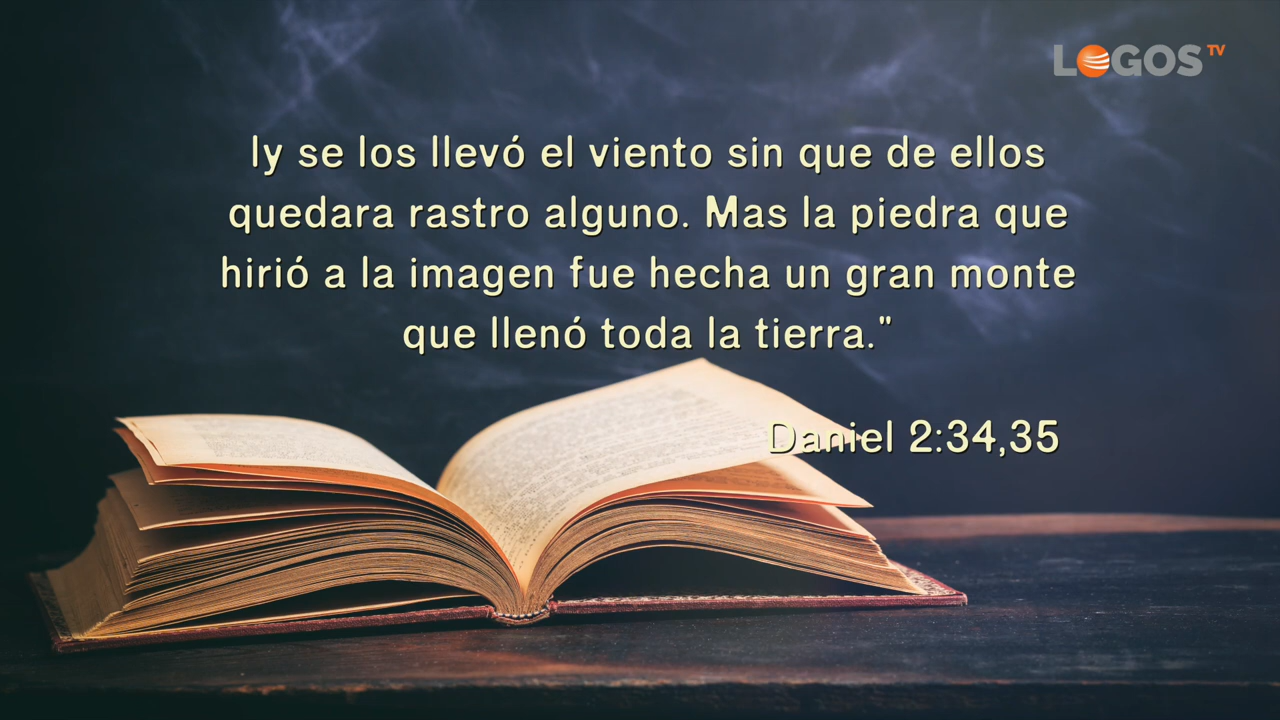 LOGOS TV
ly se los llevó el viento sin que de ellos
quedara rastro alguno. Mas la piedra que
hirió a la imagen fue hecha un gran monte
que llenó toda la tierra."
Daniel 2:34,35